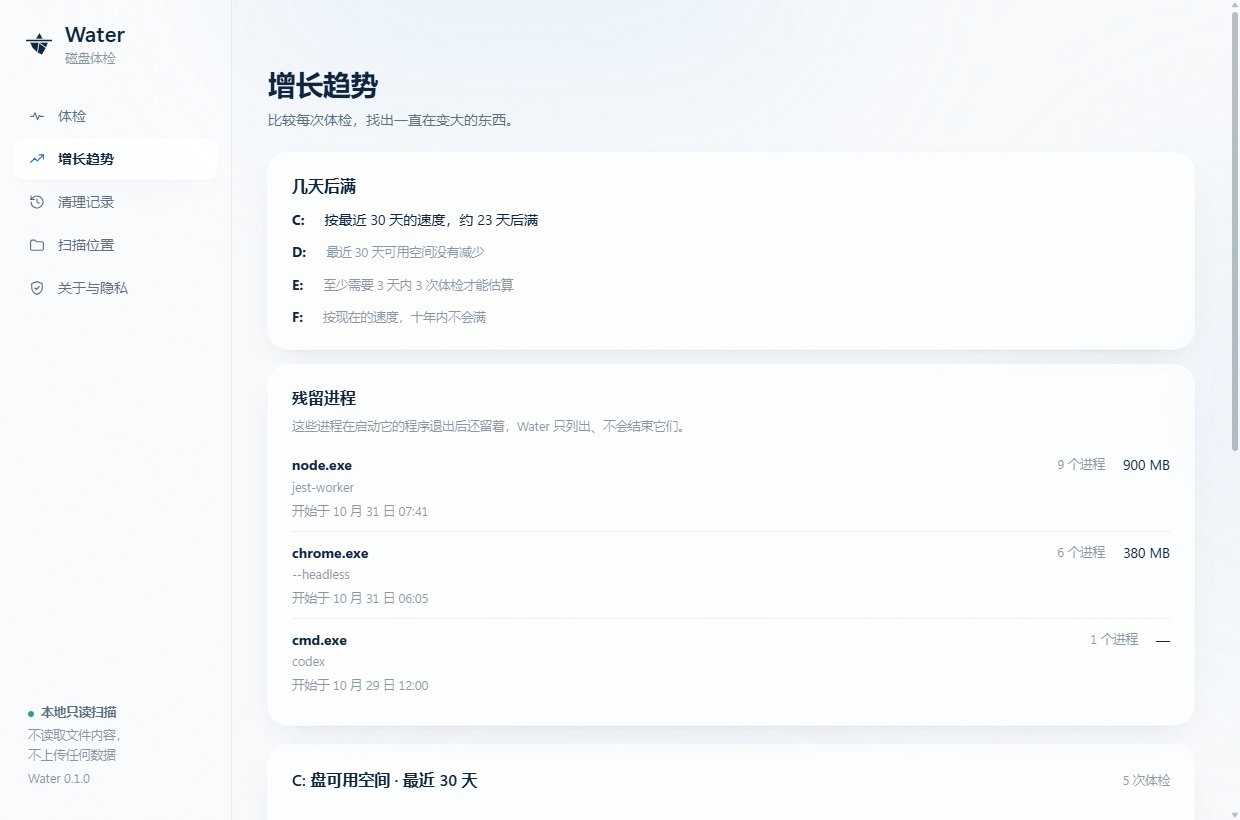 Water
磁盘体检
体检
增长趋势
清理记录
扫描位置
关于与隐私
本地只读扫描
不读取文件内容，
不上传任何数据
Water 0.1.0
增长趋势
比较每次体检，找出一直在变大的东西。
几天后满
C: 按最近 30 天的速度，约 23 天后满
D: 最近 30 天可用空间没有减少
E: 至少需要 3 天内 3 次体检才能估算
F: 按现在的速度，十年内不会满
残留进程
这些进程在启动它的程序退出后还留着，Water 只列出、不会结束它们。
node.exe 9 个进程 900 MB
jest-worker
开始于 10 月 31 日 07:41
chrome.exe 6 个进程 380 MB
--headless
开始于 10 月 31 日 06:05
cmd.exe 1 个进程 —
codex
开始于 10 月 29 日 12:00
C: 盘可用空间 · 最近 30 天 5 次体检